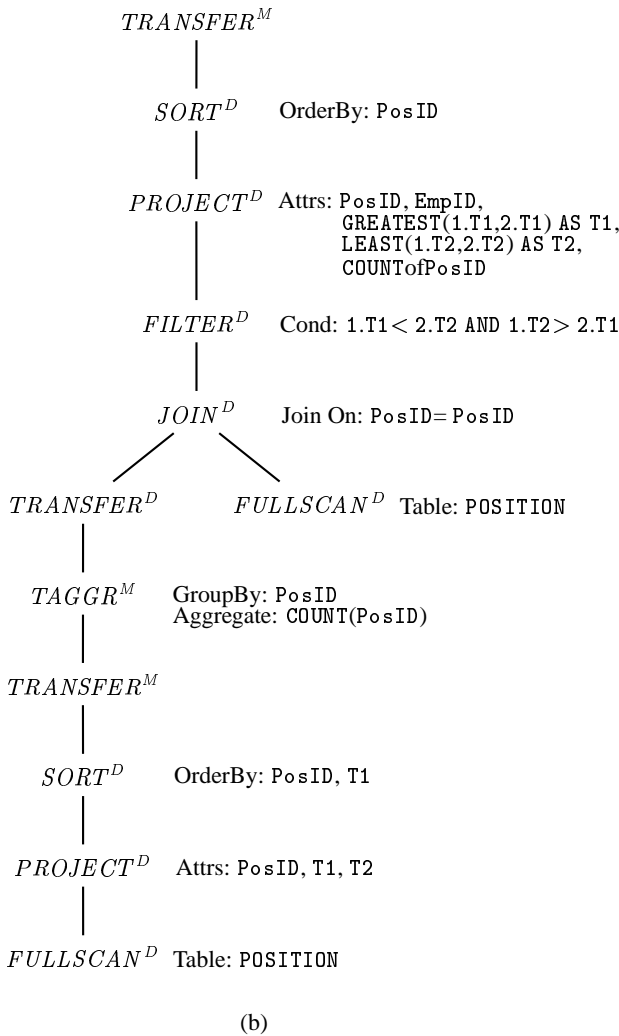 TRANSFER^M
SORT^D OrderBy: PosID
PROJECT^D Attrs: PosID, EmpID,
GREATEST(1.T1,2.T1) AS T1,
LEAST(1.T2,2.T2) AS T2,
COUNTofPosID
FILTER^D Cond: 1.T1< 2.T2 AND 1.T2> 2.T1
JOIN^D Join On: PosID= PosID
TRANSFER^D FULLSCAN^D Table: POSITION
TAGGR^M GroupBy: PosID
Aggregate: COUNT(PosID)
TRANSFER^M
SORT^D OrderBy: PosID, T1
PROJECT^D Attrs: PosID, T1, T2
FULLSCAN^D Table: POSITION
(b)